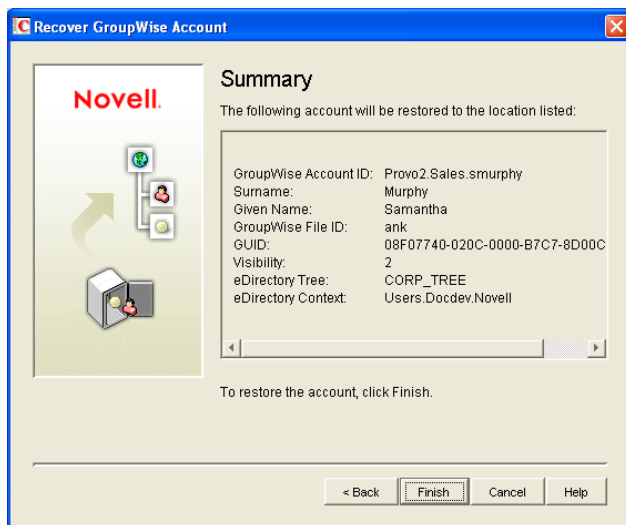 Recover GroupWise Account
Novell.
Summary
The following account will be restored to the location listed:
GroupWise Account ID: Provo2.Sales.smurphy
Surname: Murphy
Given Name: Samantha
GroupWise File ID: ank
GUID: 08F07740-020C-0000-B7C7-8D00C
Visibility: 2
eDirectory Tree: CORP_TREE
eDirectory Context: Users.Docdev.Novell
To restore the account, click Finish.
< Back Finish Cancel Help